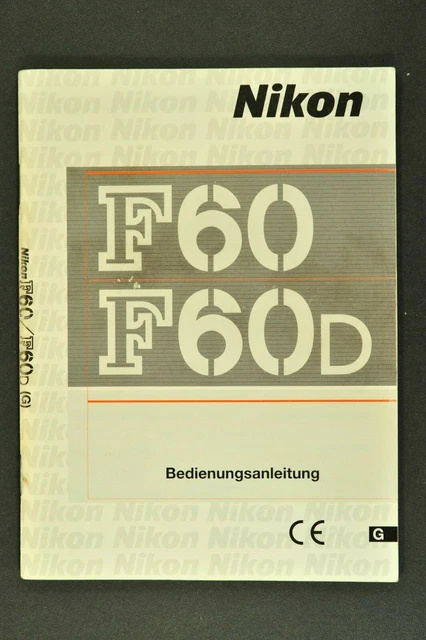 Nikon
F60
F60D
Nikon F60/F60D (G)
Bedienungsanleitung
CE
G